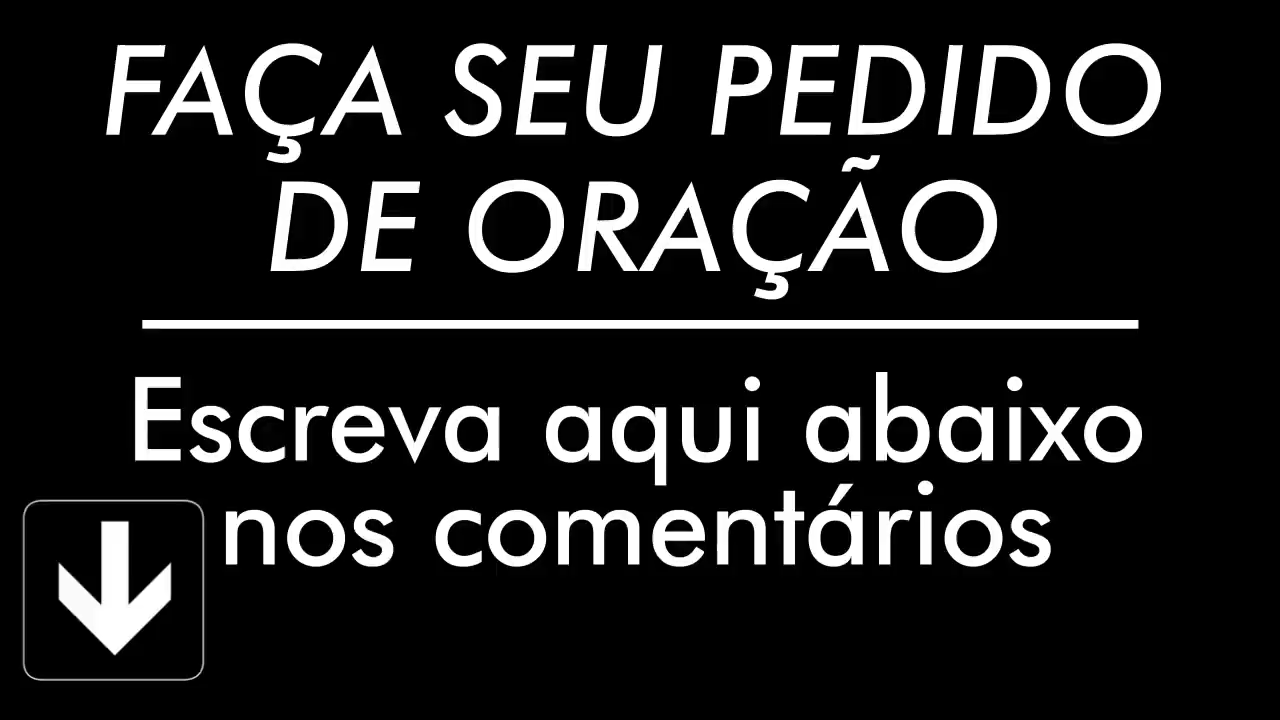 FAÇA SEU PEDIDO
DE ORAÇÃO
Escreva aqui abaixo
nos comentários